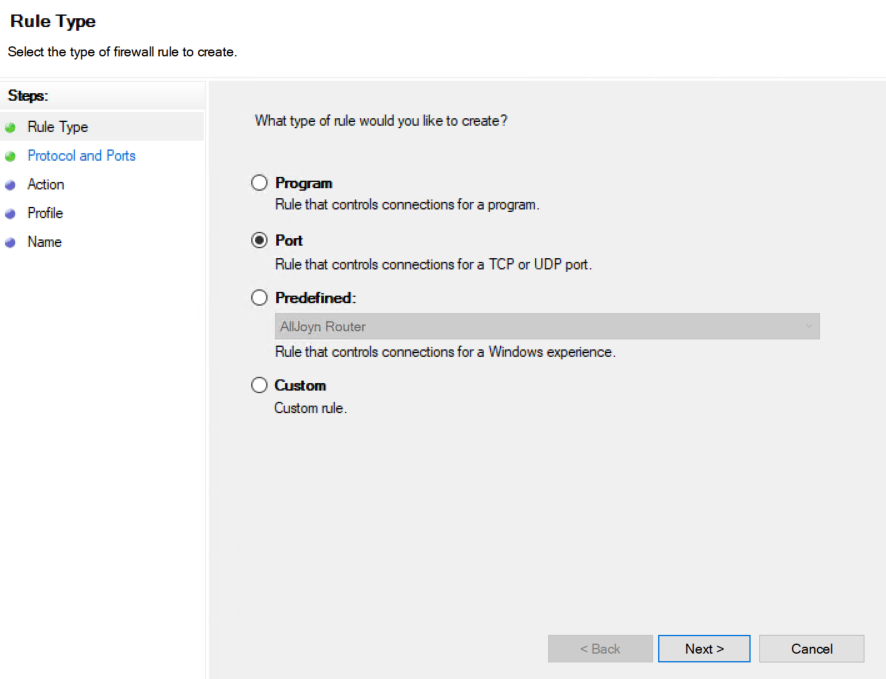 Rule Type
Select the type of firewall rule to create.
Steps:
Rule Type
Protocol and Ports
Action
Profile
Name
What type of rule would you like to create?
Program
Rule that controls connections for a program.
Port
Rule that controls connections for a TCP or UDP port.
Predefined:
AllJoyn Router
Rule that controls connections for a Windows experience.
Custom
Custom rule.
< Back
Next >
Cancel